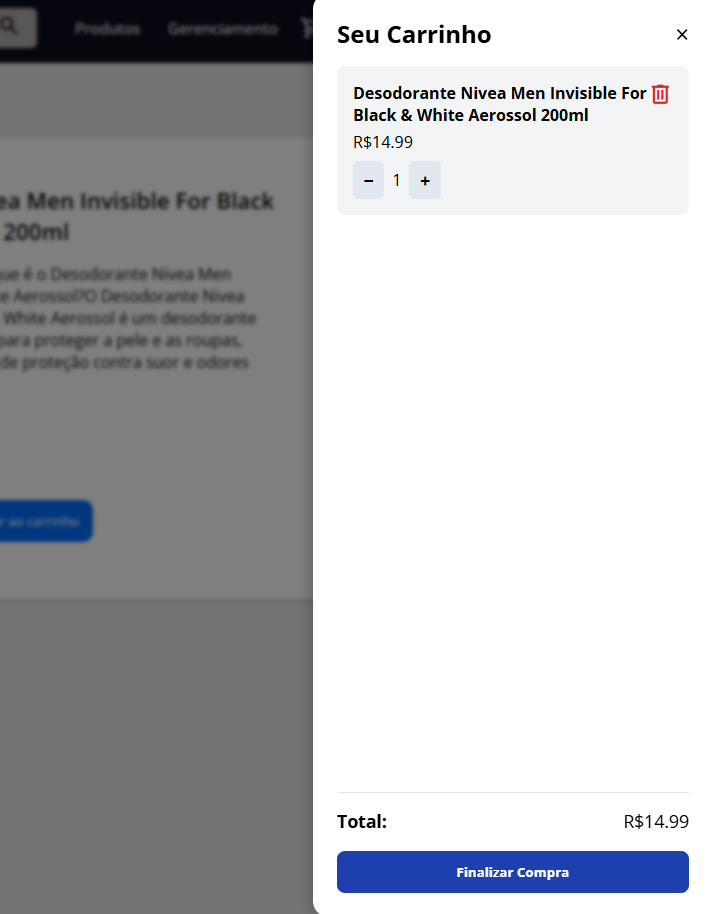 Produtos Gerenciamento
Seu Carrinho
×
Desodorante Nivea Men Invisible For
Black & White Aerossol 200ml
R$14.99
− 1 +
ea Men Invisible For Black
200ml
ue é o Desodorante Nivea Men
e Aerossol?O Desodorante Nivea
White Aerossol é um desodorante
para proteger a pele e as roupas,
de proteção contra suor e odores
r ao carrinho
Total:
R$14.99
Finalizar Compra